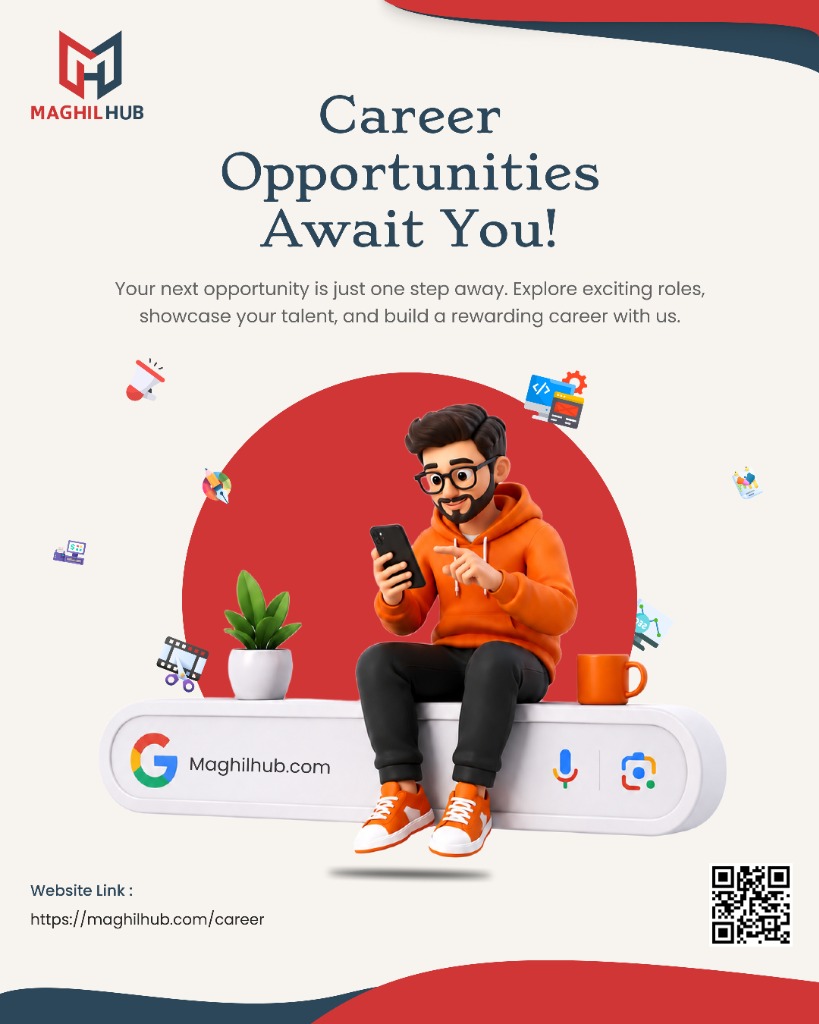 MAGHILHUB
Career
Opportunities
Await You!
Your next opportunity is just one step away. Explore exciting roles,
showcase your talent, and build a rewarding career with us.
Maghilhub.com
Website Link :
https://maghilhub.com/career